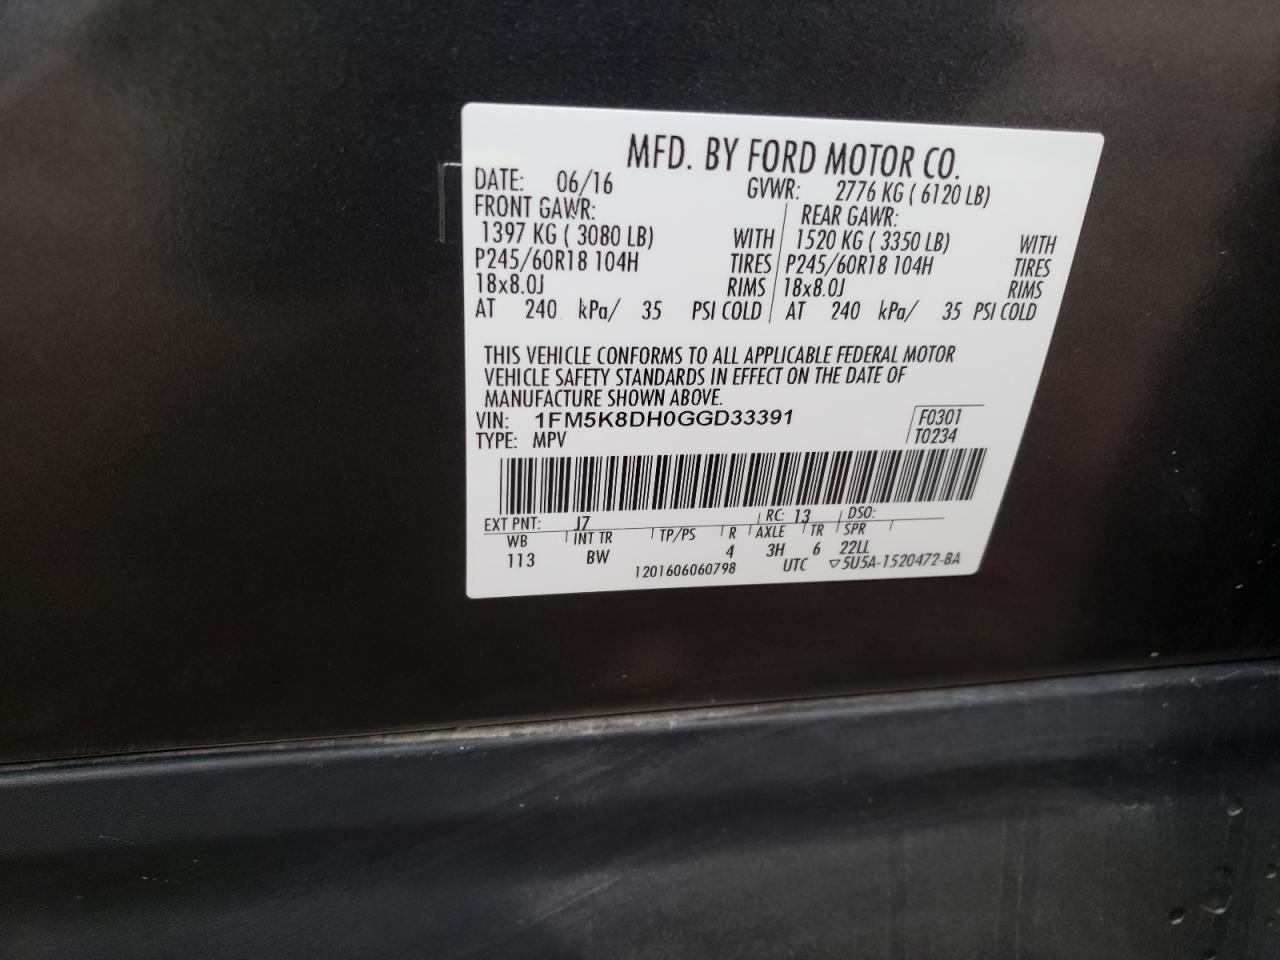 MFD. BY FORD MOTOR CO.
DATE: 06/16 GVWR: 2776 KG ( 6120 LB)
FRONT GAWR: REAR GAWR:
1397 KG ( 3080 LB) WITH 1520 KG ( 3350 LB) WITH
P245/60R18 104H TIRES P245/60R18 104H TIRES
18x8.0J RIMS 18x8.0J RIMS
AT 240 kPa/ 35 PSI COLD AT 240 kPa/ 35 PSI COLD
THIS VEHICLE CONFORMS TO ALL APPLICABLE FEDERAL MOTOR
VEHICLE SAFETY STANDARDS IN EFFECT ON THE DATE OF
MANUFACTURE SHOWN ABOVE.
VIN: 1FM5K8DH0GGD33391 F0301
TYPE: MPV T0234
EXT PNT: J7 RC: 13 DSO:
WB INT TR TP/PS R AXLE TR SPR
113 BW 4 3H 6 22LL
1201606060798 UTC ▽5U5A-1520472-BA